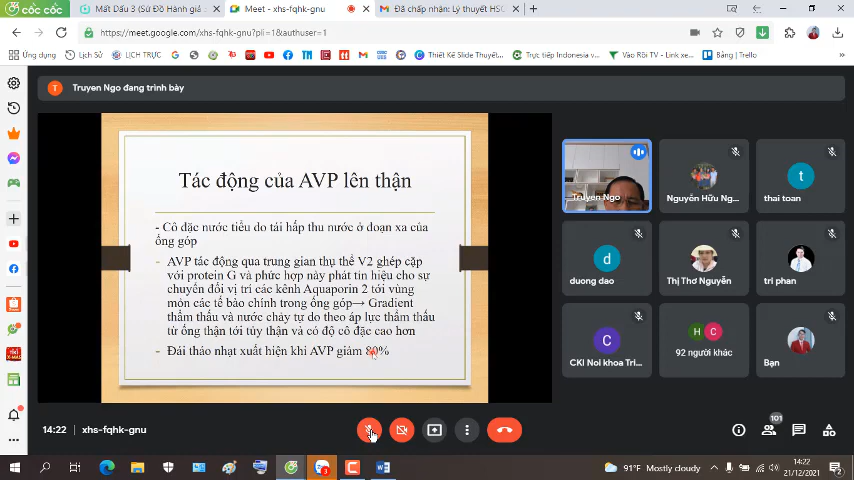 cốc cốc
Mất Dấu 3 (Sứ Đồ Hành giả :
Meet - xhs-fqhk-gnu
Đã chấp nhận: Lý thuyết HSC
https://meet.google.com/xhs-fqhk-gnu?pli=1&authuser=1
Ứng dụng
Lịch Sử
LỊCH TRỰC
Thiết Kế Slide Thuyết...
Trực tiếp Indonesia v
Vào Rồi TV - Link xe...
Bảng | Trello
T
Truyen Ngo đang trình bày
Tác động của AVP lên thận
- Cô đặc nước tiểu do tái hấp thu nước ở đoạn xa của
ống góp
- AVP tác động qua trung gian thụ thể V2 ghép cặp
với protein G và phức hợp này phát tín hiệu cho sự
chuyển đổi vị trí các kênh Aquaporin 2 tới vùng
mỏm các tế bào chính trong ống góp→ Gradient
thẩm thấu và nước chảy tự do theo áp lực thẩm thấu
từ ống thận tới tủy thận và có độ cô đặc cao hơn
- Đái tháo nhạt xuất hiện khi AVP giảm 80%
Truyen Ngo
Nguyễn Hữu Ng...
t
thai toan
d
duong dao
Thị Thơ Nguyễn
tri phan
C
CKI Noi khoa Tri...
H C
92 người khác
Bạn
14:22
xhs-fqhk-gnu
101
3
91°F Mostly cloudy
14:22
21/12/2021